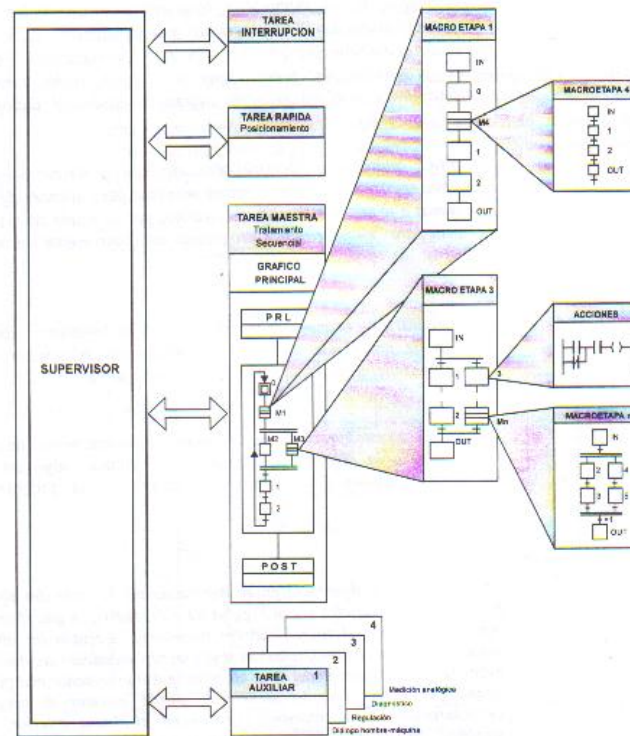 SUPERVISOR
TAREA
INTERRUPCION
TAREA RAPIDA
Posicionamiento
TAREA MAESTRA
Tratamiento
Secuencial
GRAFICO
PRINCIPAL
PRL
0
M1
M2
M3
1
2
POST
TAREA
AUXILIAR
1
2
3
4
Medición analógico
Diagnóstico
Regulación
Diálogo hombre-máquina
MACRO ETAPA 1
IN
0
M4
1
2
OUT
MACROETAPA 4
IN
1
2
OUT
MACRO ETAPA 3
IN
1
3
2
Mn
OUT
ACCIONES
MACROETAPA n
IN
2
4
3
5
=1
OUT